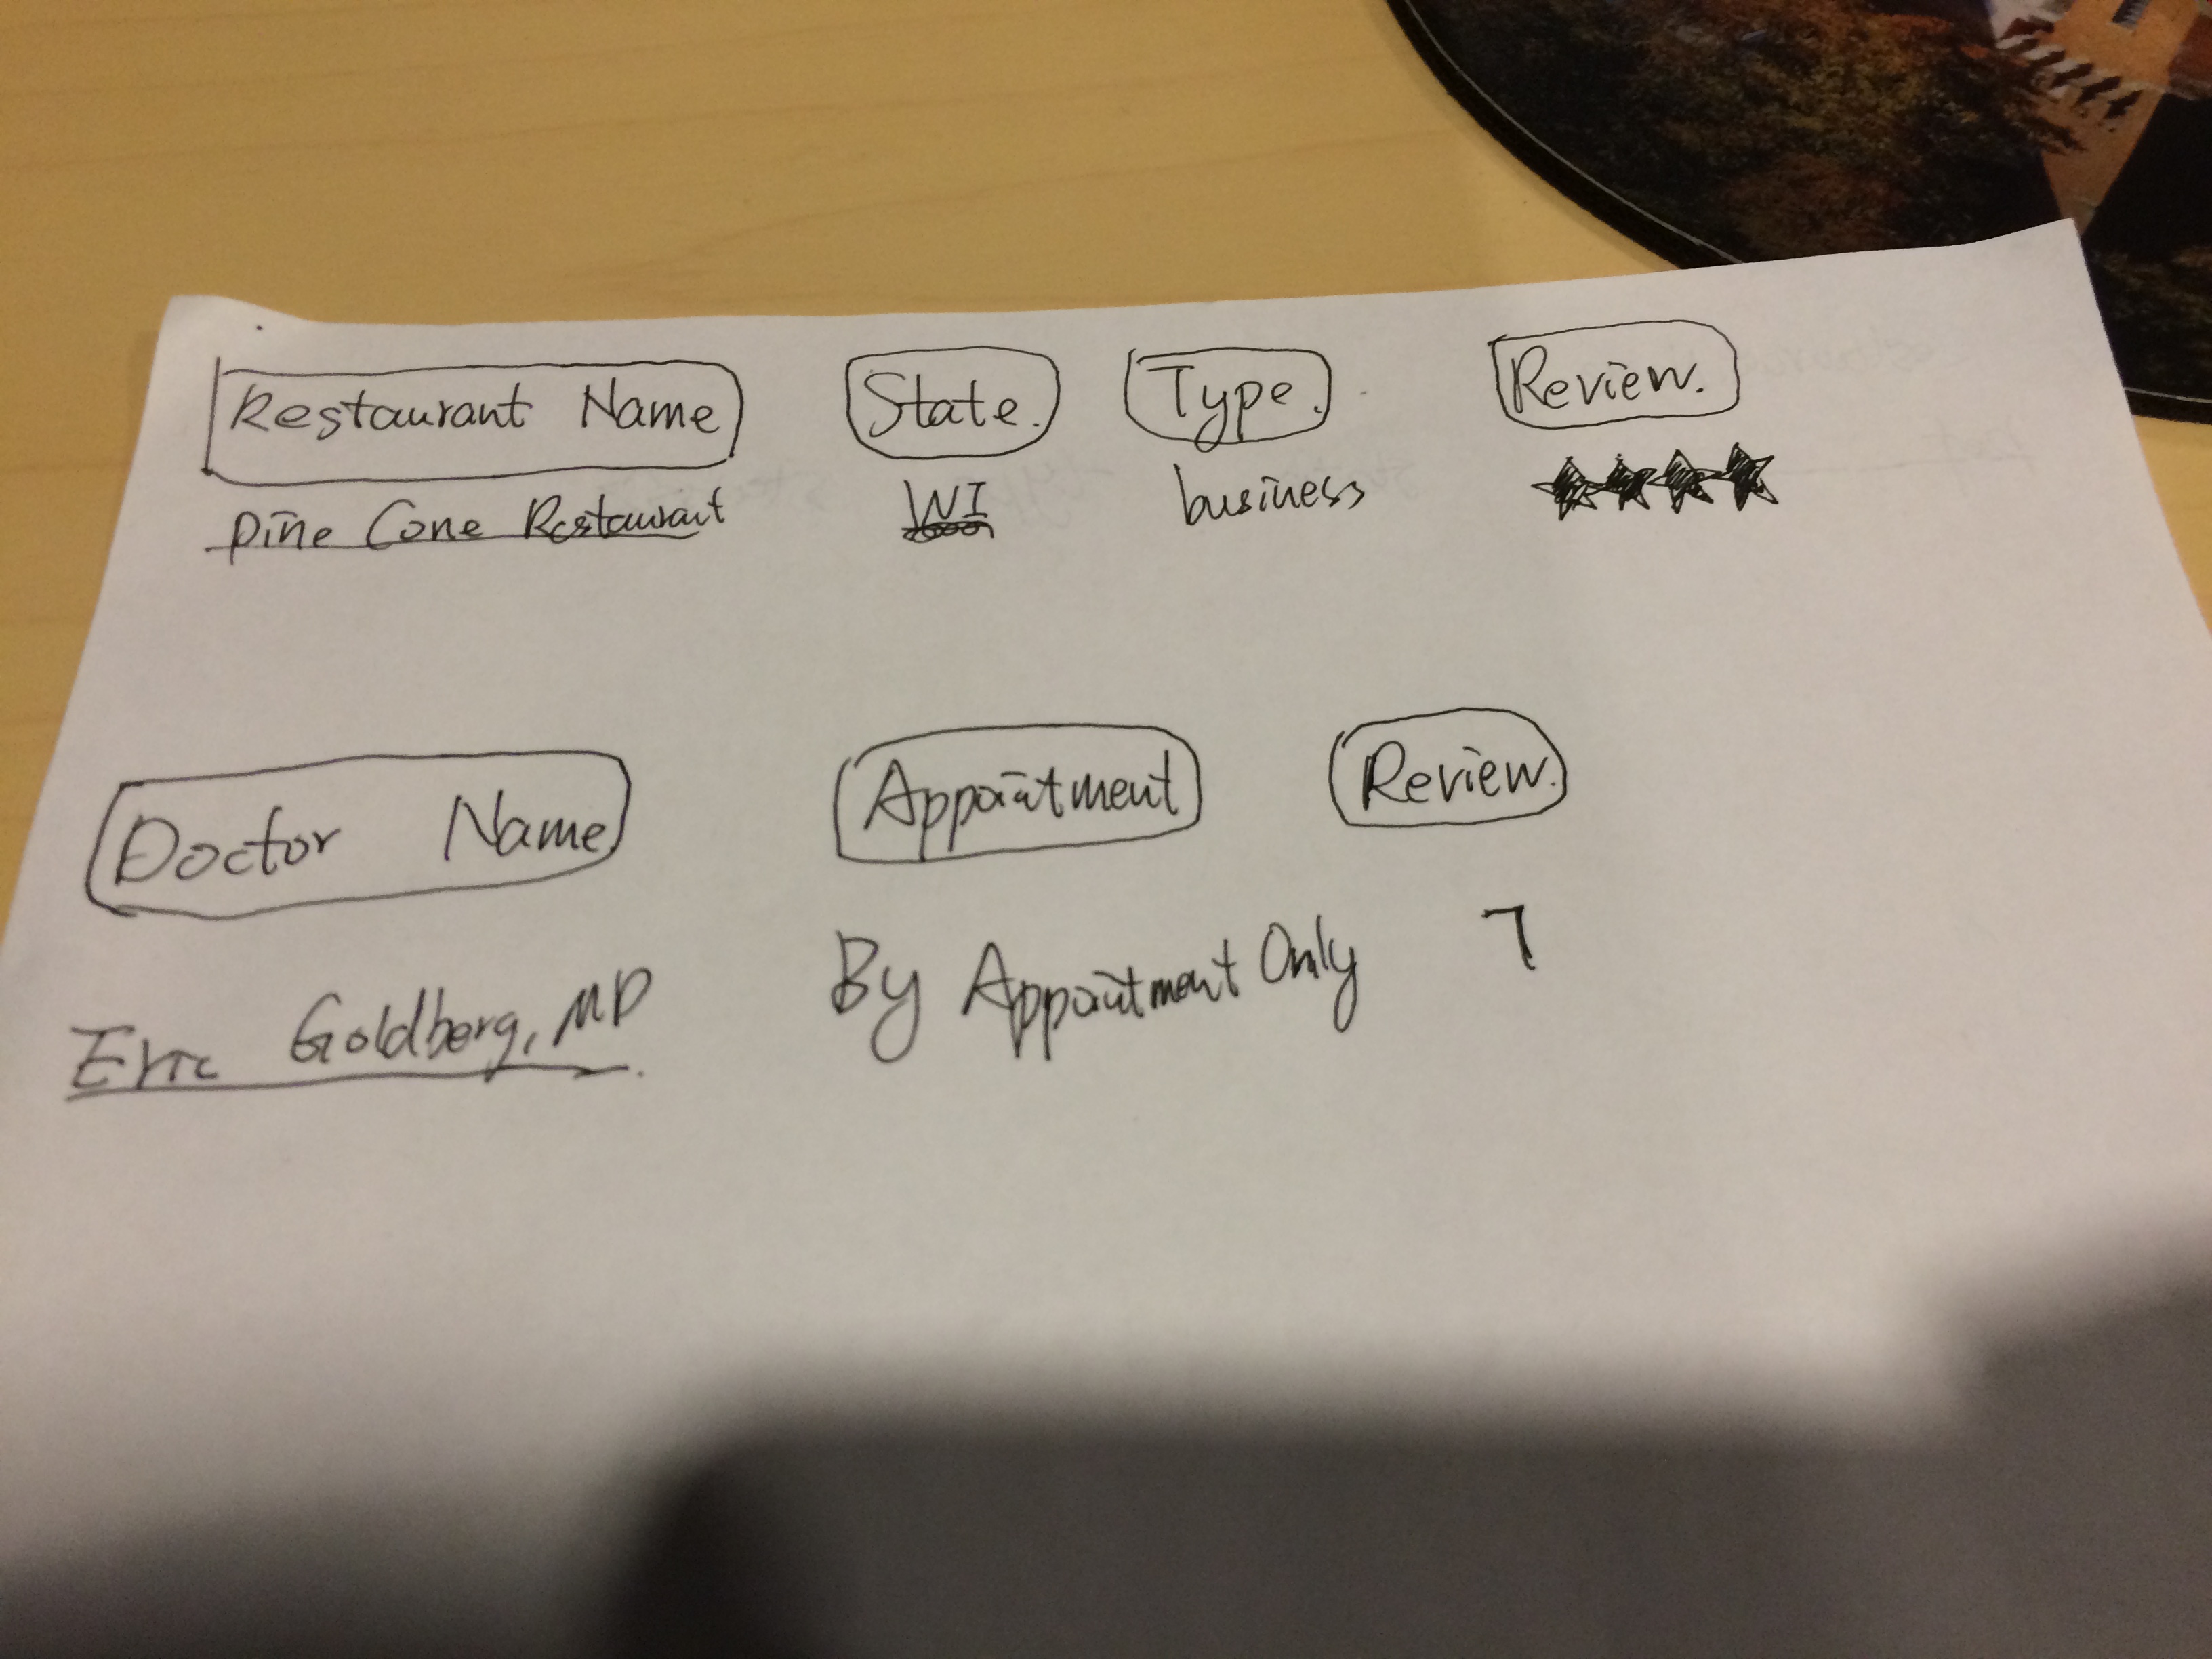 Restaurant Name State. Type. Review.
Pine Cone Restaurant WI business ★★★★
Doctor Name Appointment Review.
Eric Goldberg, MD By Appointment Only 7